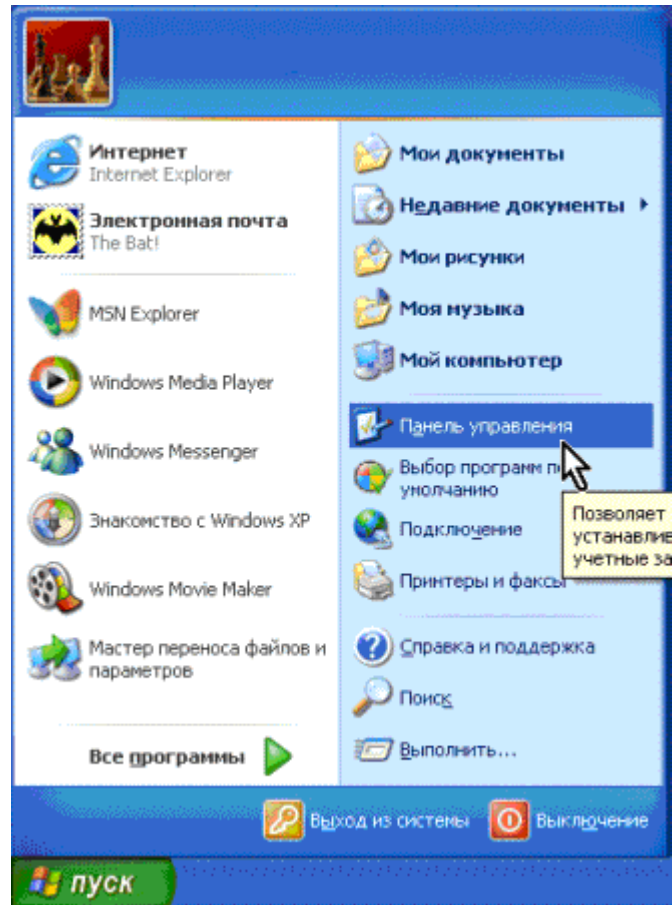 Интернет
Internet Explorer
Электронная почта
The Bat!
MSN Explorer
Windows Media Player
Windows Messenger
Знакомство с Windows XP
Windows Movie Maker
Мастер переноса файлов и
параметров
Все программы
Мои документы
Недавние документы
Мои рисунки
Моя музыка
Мой компьютер
Панель управления
Выбор программ
умолчанию
Подключение
Принтеры и факсы
Позволяет
устанавлив
учетные за
Справка и поддержка
Поиск
Выполнить...
Выход из системы
Выключение
пуск